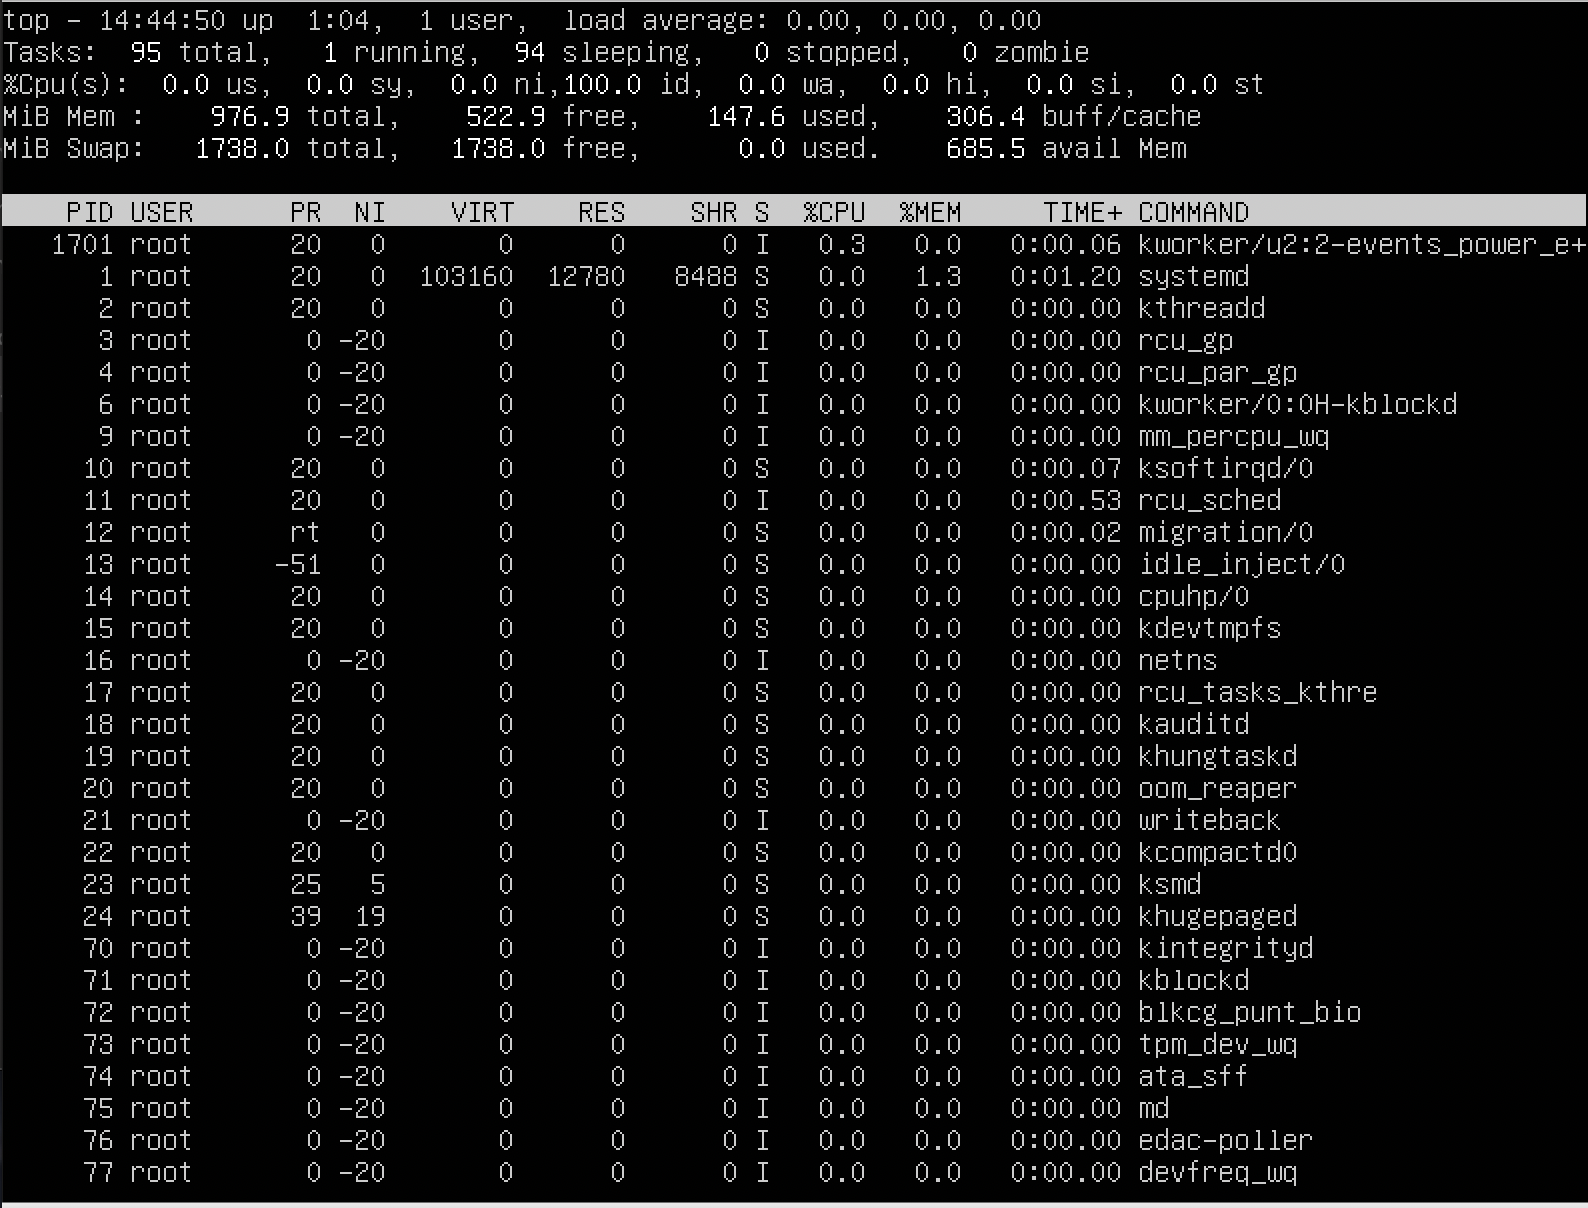 top - 14:44:50 up  1:04,  1 user,  load average: 0.00, 0.00, 0.00
Tasks:  95 total,   1 running,  94 sleeping,   0 stopped,   0 zombie
%Cpu(s):  0.0 us,  0.0 sy,  0.0 ni,100.0 id,  0.0 wa,  0.0 hi,  0.0 si,  0.0 st
MiB Mem :    976.9 total,    522.9 free,    147.6 used,    306.4 buff/cache
MiB Swap:   1738.0 total,   1738.0 free,      0.0 used.    685.5 avail Mem
    PID USER      PR  NI    VIRT    RES    SHR S  %CPU  %MEM     TIME+ COMMAND
   1701 root      20   0       0      0      0 I   0.3   0.0   0:00.06 kworker/u2:2-events_power_e+
      1 root      20   0  103160  12780   8488 S   0.0   1.3   0:01.20 systemd
      2 root      20   0       0      0      0 S   0.0   0.0   0:00.00 kthreadd
      3 root       0 -20       0      0      0 I   0.0   0.0   0:00.00 rcu_gp
      4 root       0 -20       0      0      0 I   0.0   0.0   0:00.00 rcu_par_gp
      6 root       0 -20       0      0      0 I   0.0   0.0   0:00.00 kworker/0:0H-kblockd
      9 root       0 -20       0      0      0 I   0.0   0.0   0:00.00 mm_percpu_wq
     10 root      20   0       0      0      0 S   0.0   0.0   0:00.07 ksoftirqd/0
     11 root      20   0       0      0      0 I   0.0   0.0   0:00.53 rcu_sched
     12 root      rt   0       0      0      0 S   0.0   0.0   0:00.02 migration/0
     13 root     -51   0       0      0      0 S   0.0   0.0   0:00.00 idle_inject/0
     14 root      20   0       0      0      0 S   0.0   0.0   0:00.00 cpuhp/0
     15 root      20   0       0      0      0 S   0.0   0.0   0:00.00 kdevtmpfs
     16 root       0 -20       0      0      0 I   0.0   0.0   0:00.00 netns
     17 root      20   0       0      0      0 S   0.0   0.0   0:00.00 rcu_tasks_kthre
     18 root      20   0       0      0      0 S   0.0   0.0   0:00.00 kauditd
     19 root      20   0       0      0      0 S   0.0   0.0   0:00.00 khungtaskd
     20 root      20   0       0      0      0 S   0.0   0.0   0:00.00 oom_reaper
     21 root       0 -20       0      0      0 I   0.0   0.0   0:00.00 writeback
     22 root      20   0       0      0      0 S   0.0   0.0   0:00.00 kcompactd0
     23 root      25   5       0      0      0 S   0.0   0.0   0:00.00 ksmd
     24 root      39  19       0      0      0 S   0.0   0.0   0:00.00 khugepaged
     70 root       0 -20       0      0      0 I   0.0   0.0   0:00.00 kintegrityd
     71 root       0 -20       0      0      0 I   0.0   0.0   0:00.00 kblockd
     72 root       0 -20       0      0      0 I   0.0   0.0   0:00.00 blkcg_punt_bio
     73 root       0 -20       0      0      0 I   0.0   0.0   0:00.00 tpm_dev_wq
     74 root       0 -20       0      0      0 I   0.0   0.0   0:00.00 ata_sff
     75 root       0 -20       0      0      0 I   0.0   0.0   0:00.00 md
     76 root       0 -20       0      0      0 I   0.0   0.0   0:00.00 edac-poller
     77 root       0 -20       0      0      0 I   0.0   0.0   0:00.00 devfreq_wq